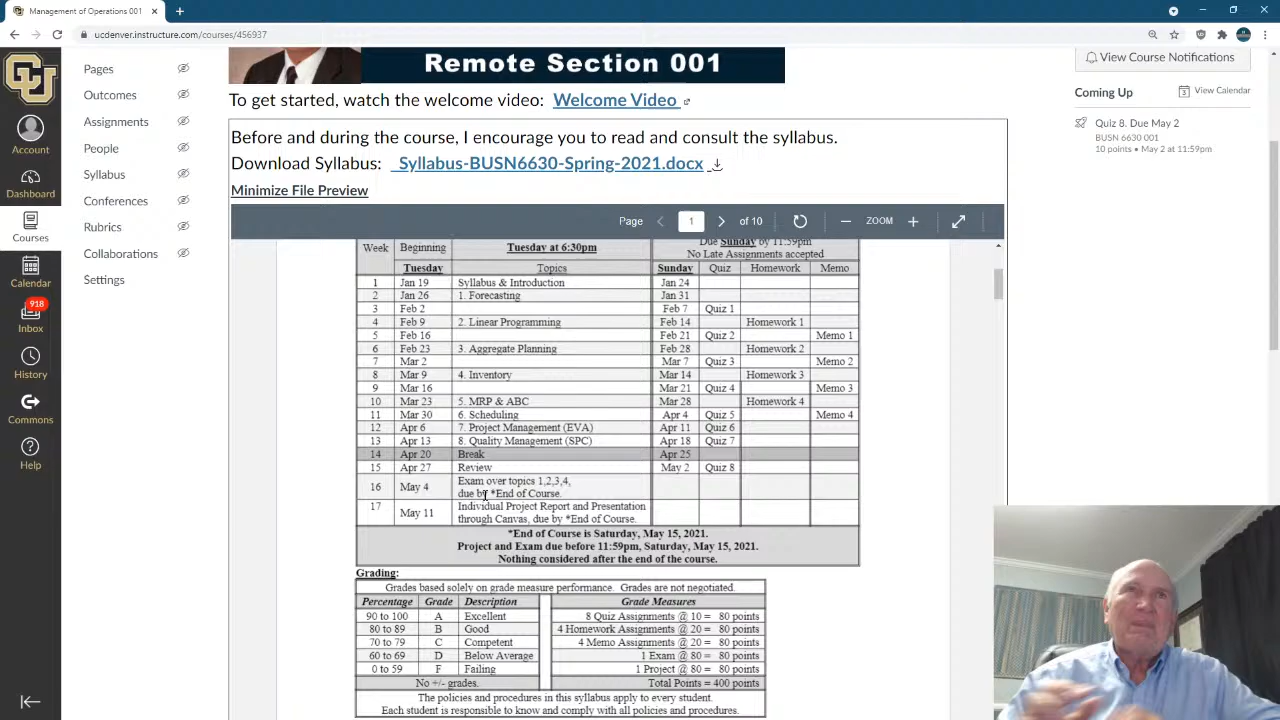 Management of Operations 001
ucdenver.instructure.com/courses/456937
Account
Dashboard
Courses
Calendar
918
Inbox
History
Commons
Help
Pages
Outcomes
Assignments
People
Syllabus
Conferences
Rubrics
Collaborations
Settings
Remote Section 001
To get started, watch the welcome video: Welcome Video
Before and during the course, I encourage you to read and consult the syllabus.
Download Syllabus: Syllabus-BUSN6630-Spring-2021.docx
Minimize File Preview
Page 1 of 10 ZOOM
Due Sunday by 11:59pm
Week Beginning Tuesday at 6:30pm No Late Assignments accepted
Tuesday Topics Sunday Quiz Homework Memo
1 Jan 19 Syllabus & Introduction Jan 24
2 Jan 26 1. Forecasting Jan 31
3 Feb 2 Feb 7 Quiz 1
4 Feb 9 2. Linear Programming Feb 14 Homework 1
5 Feb 16 Feb 21 Quiz 2 Memo 1
6 Feb 23 3. Aggregate Planning Feb 28 Homework 2
7 Mar 2 Mar 7 Quiz 3 Memo 2
8 Mar 9 4. Inventory Mar 14 Homework 3
9 Mar 16 Mar 21 Quiz 4 Memo 3
10 Mar 23 5. MRP & ABC Mar 28 Homework 4
11 Mar 30 6. Scheduling Apr 4 Quiz 5 Memo 4
12 Apr 6 7. Project Management (EVA) Apr 11 Quiz 6
13 Apr 13 8. Quality Management (SPC) Apr 18 Quiz 7
14 Apr 20 Break Apr 25
15 Apr 27 Review May 2 Quiz 8
16 May 4 Exam over topics 1,2,3,4,
due by *End of Course.
17 May 11 Individual Project Report and Presentation
through Canvas, due by *End of Course.
*End of Course is Saturday, May 15, 2021.
Project and Exam due before 11:59pm, Saturday, May 15, 2021.
Nothing considered after the end of the course.
Grading:
Grades based solely on grade measure performance. Grades are not negotiated.
Percentage Grade Description Grade Measures
90 to 100 A Excellent 8 Quiz Assignments @ 10 = 80 points
80 to 89 B Good 4 Homework Assignments @ 20 = 80 points
70 to 79 C Competent 4 Memo Assignments @ 20 = 80 points
60 to 69 D Below Average 1 Exam @ 80 = 80 points
0 to 59 F Failing 1 Project @ 80 = 80 points
No +/- grades. Total Points = 400 points
The policies and procedures in this syllabus apply to every student.
Each student is responsible to know and comply with all policies and procedures.
View Course Notifications
Coming Up View Calendar
Quiz 8. Due May 2
BUSN 6630 001
10 points • May 2 at 11:59pm